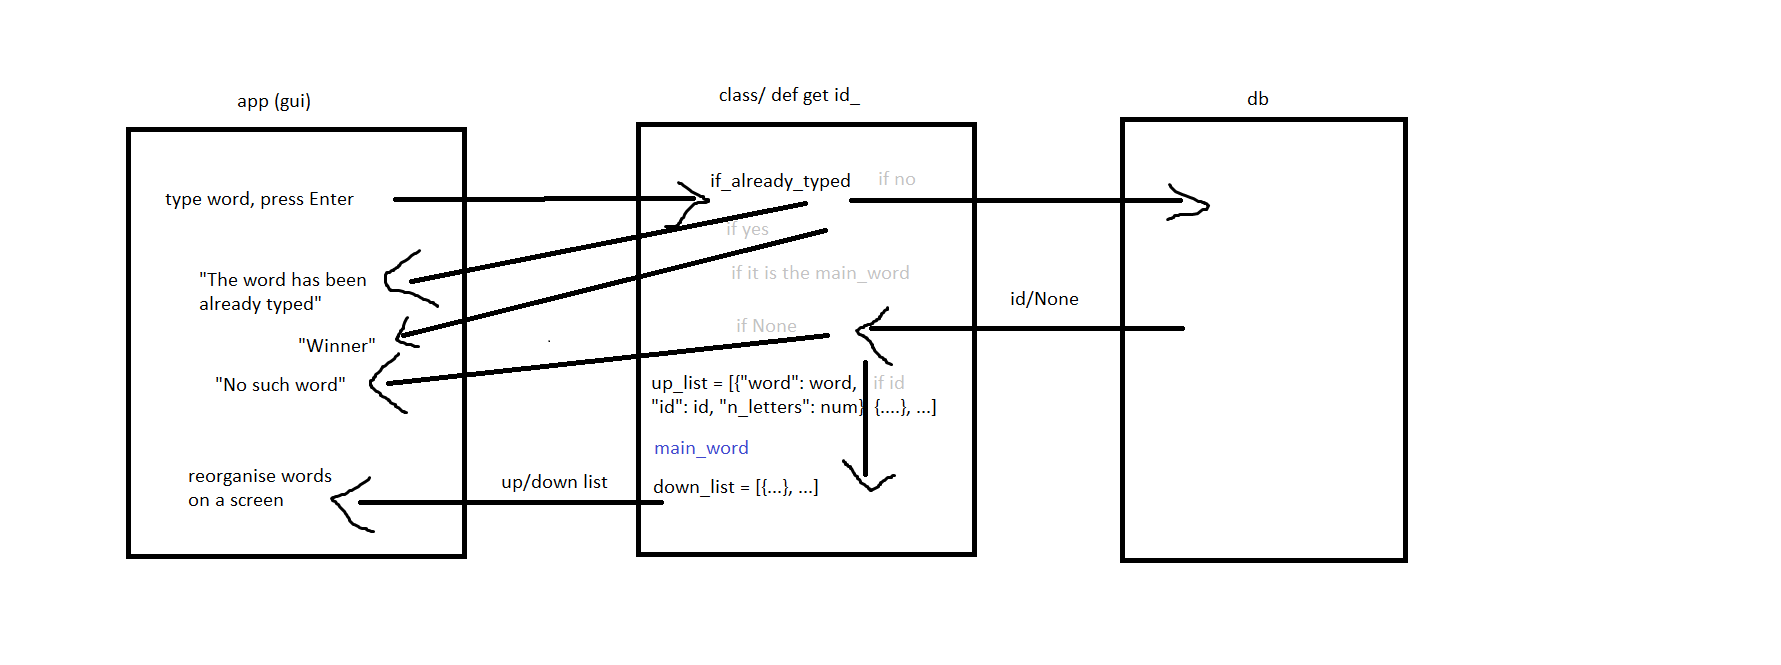 app (gui)
class/ def get id_
db
type word, press Enter
if_already_typed
if no
if yes
"The word has been
already typed"
if it is the main_word
id/None
"Winner"
if None
"No such word"
up_list = [{"word": word,
if id
"id": id, "n_letters": num} {....}, ...]
main_word
reorganise words
on a screen
up/down list
down_list = [{...}, ...]